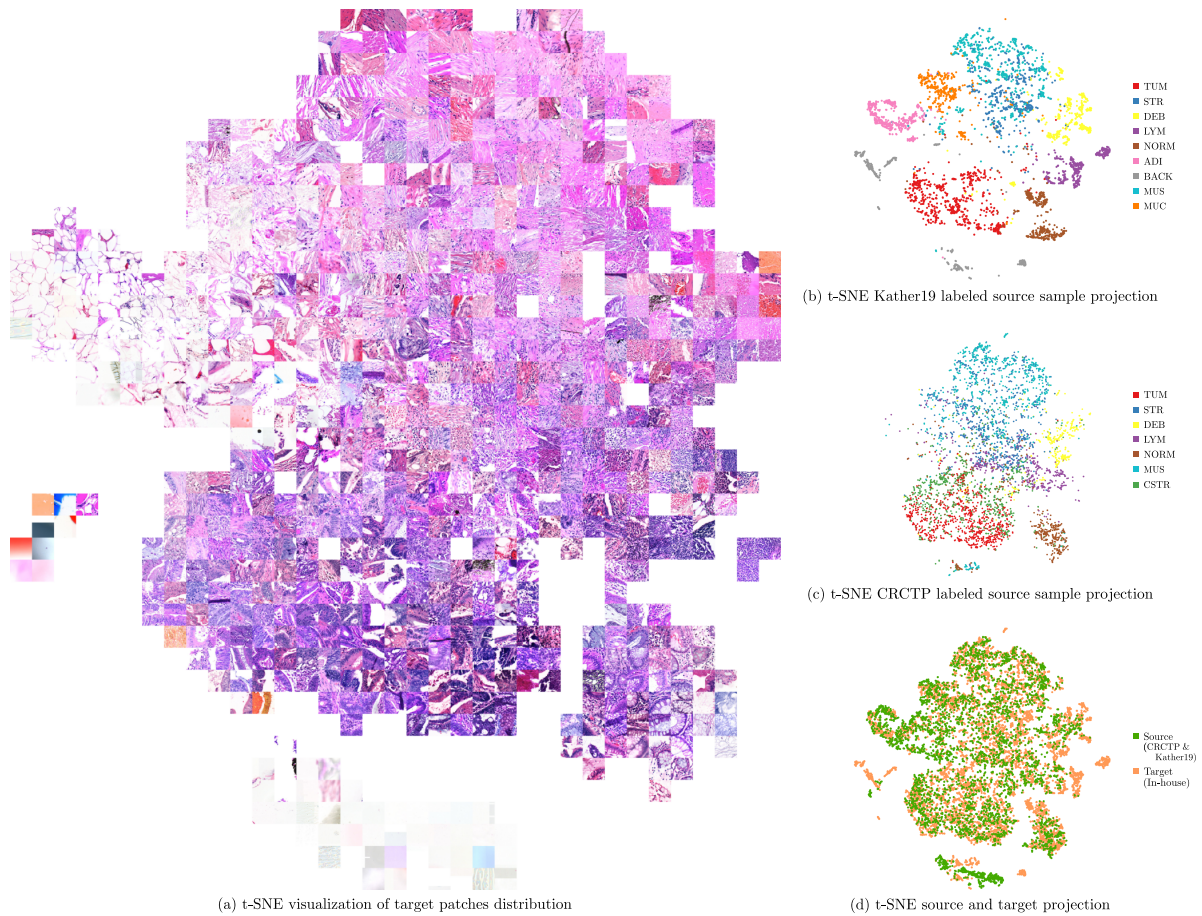 TUM
STR
DEB
LYM
NORM
ADI
BACK
MUS
MUC
(b) t-SNE Kather19 labeled source sample projection
TUM
STR
DEB
LYM
NORM
MUS
CSTR
(c) t-SNE CRCTP labeled source sample projection
Source
(CRCTP &
Kather19)
Target
(In-house)
(a) t-SNE visualization of target patches distribution
(d) t-SNE source and target projection